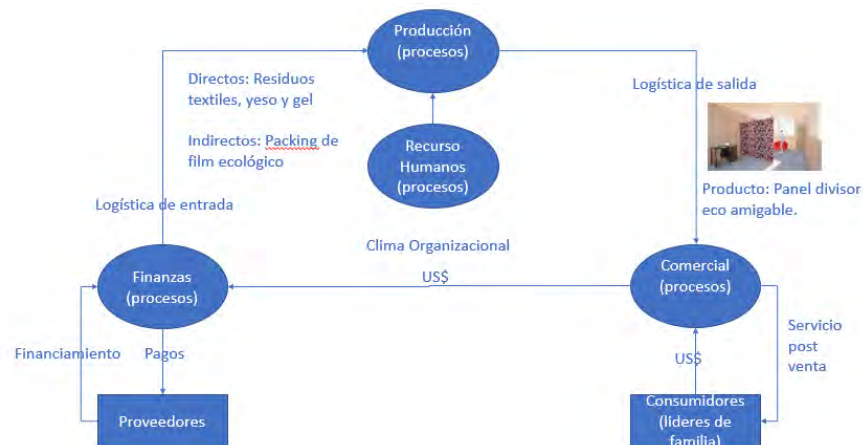 Producción
(procesos)
Directos: Residuos
textiles, yeso y gel
Logística de salida
Indirectos: Packing de
film ecológico
Recurso
Humanos
(procesos)
Producto: Panel divisor
eco amigable.
Logística de entrada
Clima Organizacional
US$
Finanzas
(procesos)
Comercial
(procesos)
Servicio
post
venta
Financiamiento
Pagos
US$
Proveedores
Consumidores
(líderes de
familia)